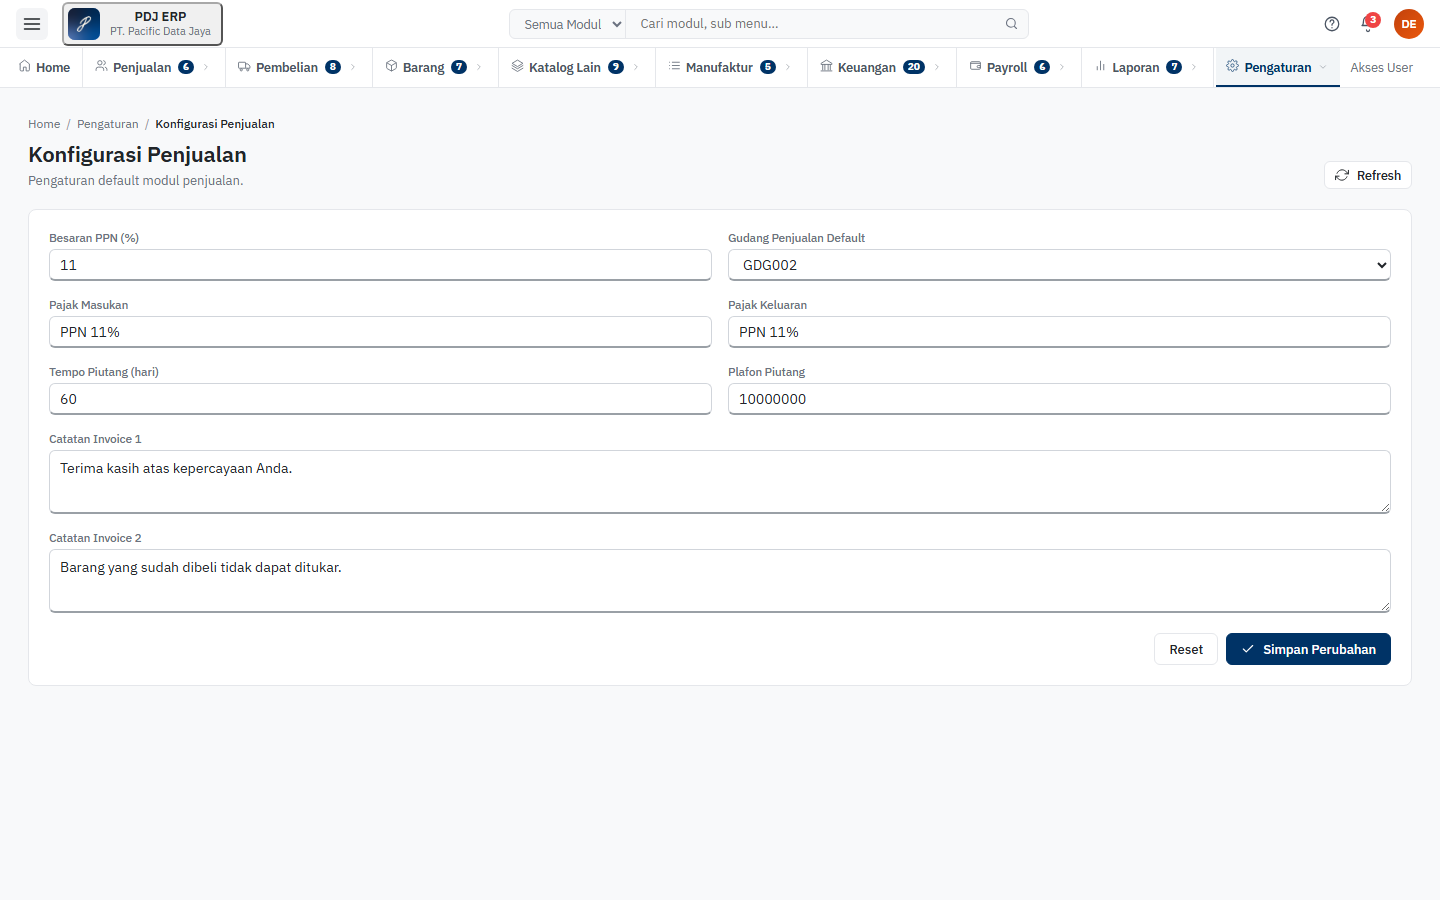 PDJ ERP
PT. Pacific Data Jaya
Semua Modul
Cari modul, sub menu...
3
DE
Home
Penjualan 6
Pembelian 8
Barang 7
Katalog Lain 9
Manufaktur 5
Keuangan 20
Payroll 6
Laporan 7
Pengaturan
Akses User
Home / Pengaturan / Konfigurasi Penjualan
Konfigurasi Penjualan
Pengaturan default modul penjualan.
Refresh
Besaran PPN (%)
11
Gudang Penjualan Default
GDG002
Pajak Masukan
PPN 11%
Pajak Keluaran
PPN 11%
Tempo Piutang (hari)
60
Plafon Piutang
10000000
Catatan Invoice 1
Terima kasih atas kepercayaan Anda.
Catatan Invoice 2
Barang yang sudah dibeli tidak dapat ditukar.
Reset
Simpan Perubahan